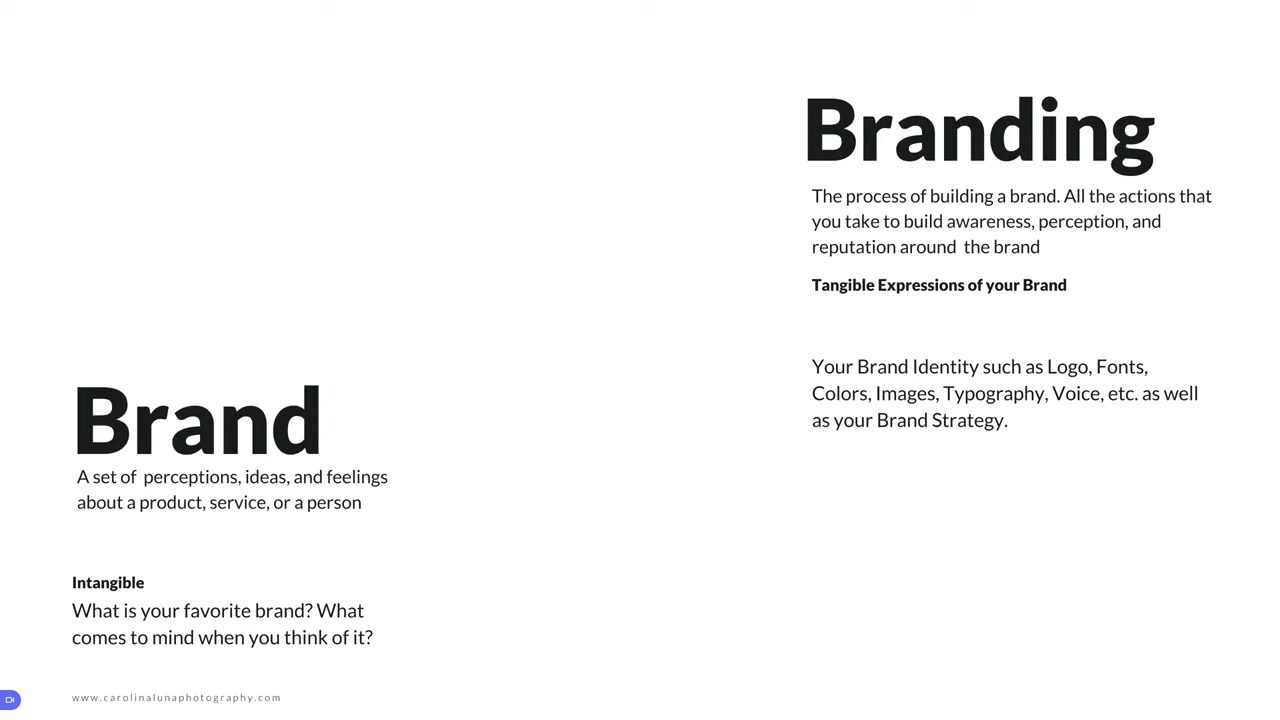 Branding
The process of building a brand. All the actions that
you take to build awareness, perception, and
reputation around  the brand
Tangible Expressions of your Brand
Your Brand Identity such as Logo, Fonts,
Colors, Images, Typography, Voice, etc. as well
as your Brand Strategy.
Brand
A set of  perceptions, ideas, and feelings
about a product, service, or a person
Intangible
What is your favorite brand? What
comes to mind when you think of it?
www.carolinalunaphotography.com